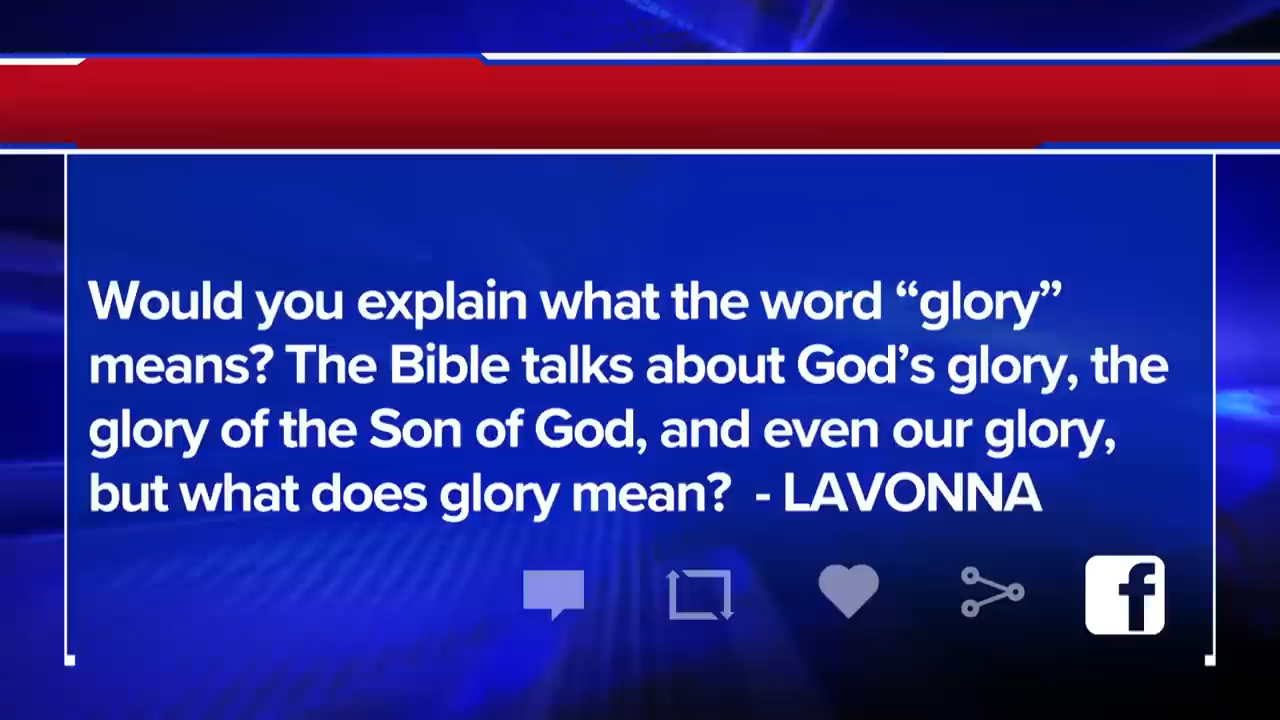 Would you explain what the word “glory”
means? The Bible talks about God’s glory, the
glory of the Son of God, and even our glory,
but what does glory mean?  - LAVONNA